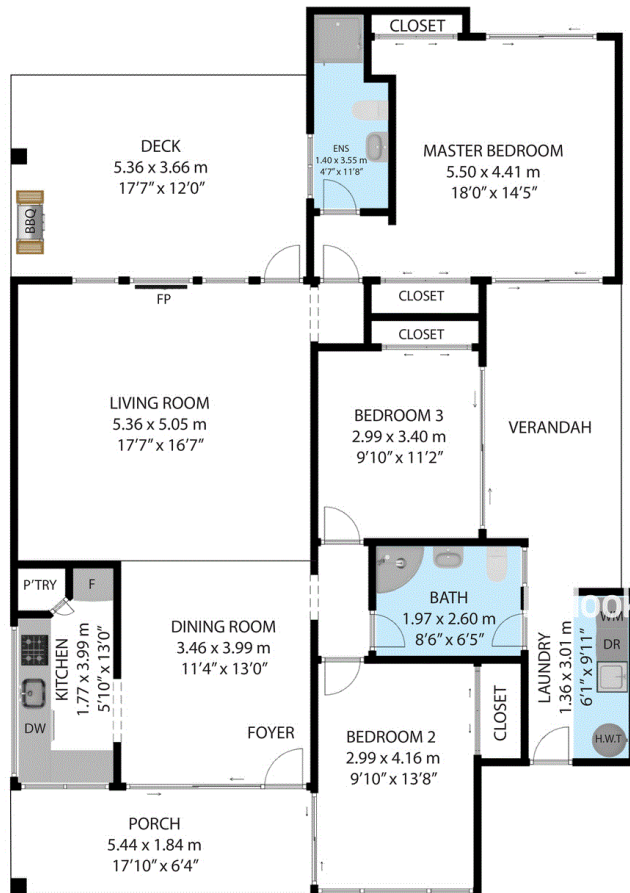 CLOSET
DECK
5.36 x 3.66 m
17'7" x 12'0"
BBQ
ENS
1.40 x 3.55 m
4'7" x 11'8"
MASTER BEDROOM
5.50 x 4.41 m
18'0" x 14'5"
FP
CLOSET
CLOSET
LIVING ROOM
5.36 x 5.05 m
17'7" x 16'7"
BEDROOM 3
2.99 x 3.40 m
9'10" x 11'2"
VERANDAH
P'TRY
F
KITCHEN
1.77 x 3.99 m
5'10" x 13'0"
DW
DINING ROOM
3.46 x 3.99 m
11'4" x 13'0"
FOYER
BATH
1.97 x 2.60 m
8'6" x 6'5"
LAUNDRY
1.36 x 3.01 m
6'1" x 9'11"
WM
DR
H.W.T
BEDROOM 2
2.99 x 4.16 m
9'10" x 13'8"
CLOSET
PORCH
5.44 x 1.84 m
17'10" x 6'4"